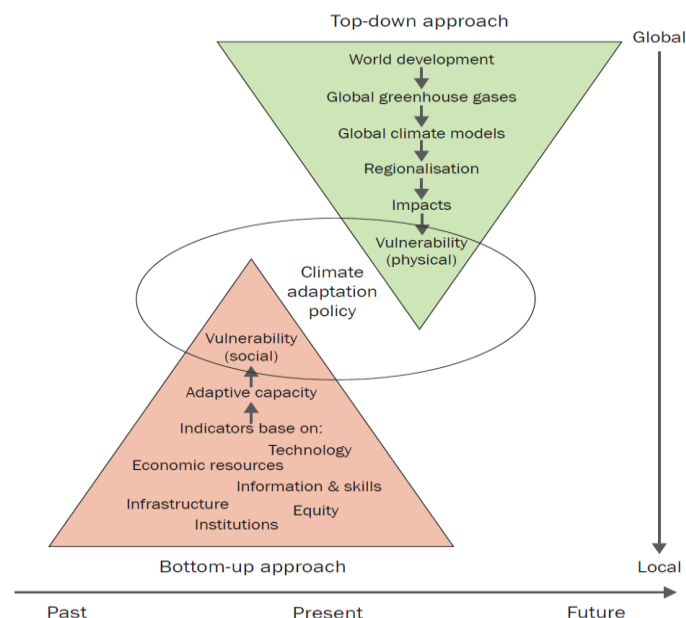 Top-down approach
Global
World development
Global greenhouse gases
Global climate models
Regionalisation
Impacts
Vulnerability
(physical)
Climate
adaptation
policy
Vulnerability
(social)
Adaptive capacity
Indicators base on:
Technology
Economic resources
Information & skills
Infrastructure
Equity
Institutions
Bottom-up approach
Local
Past
Present
Future